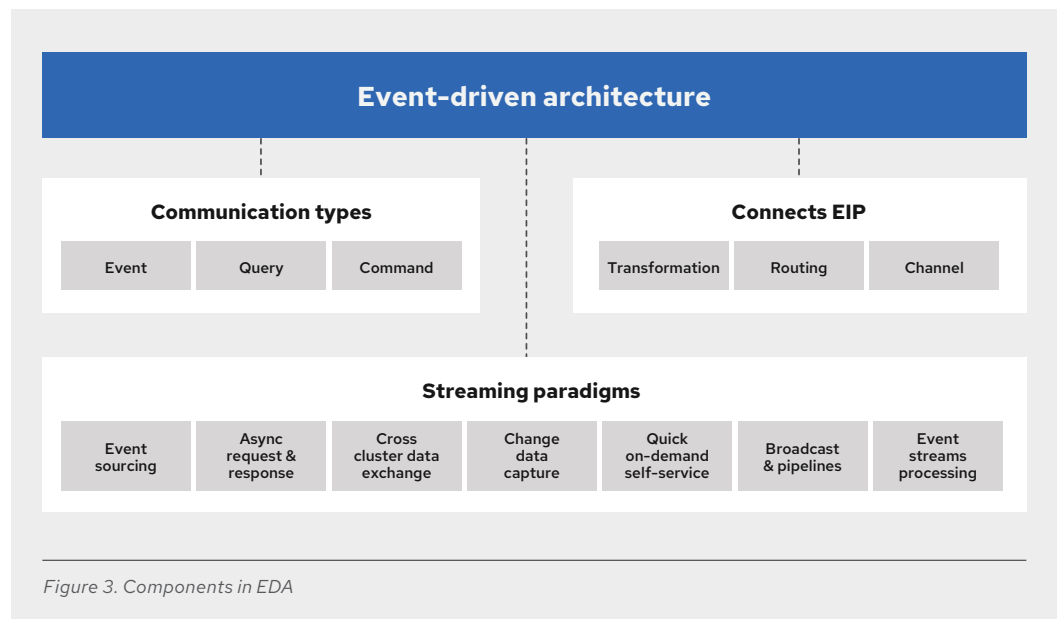 Event-driven architecture
Communication types
Event
Query
Command
Connects EIP
Transformation
Routing
Channel
Streaming paradigms
Event
sourcing
Async
request &
response
Cross
cluster data
exchange
Change
data
capture
Quick
on-demand
self-service
Broadcast
& pipelines
Event
streams
processing
Figure 3. Components in EDA